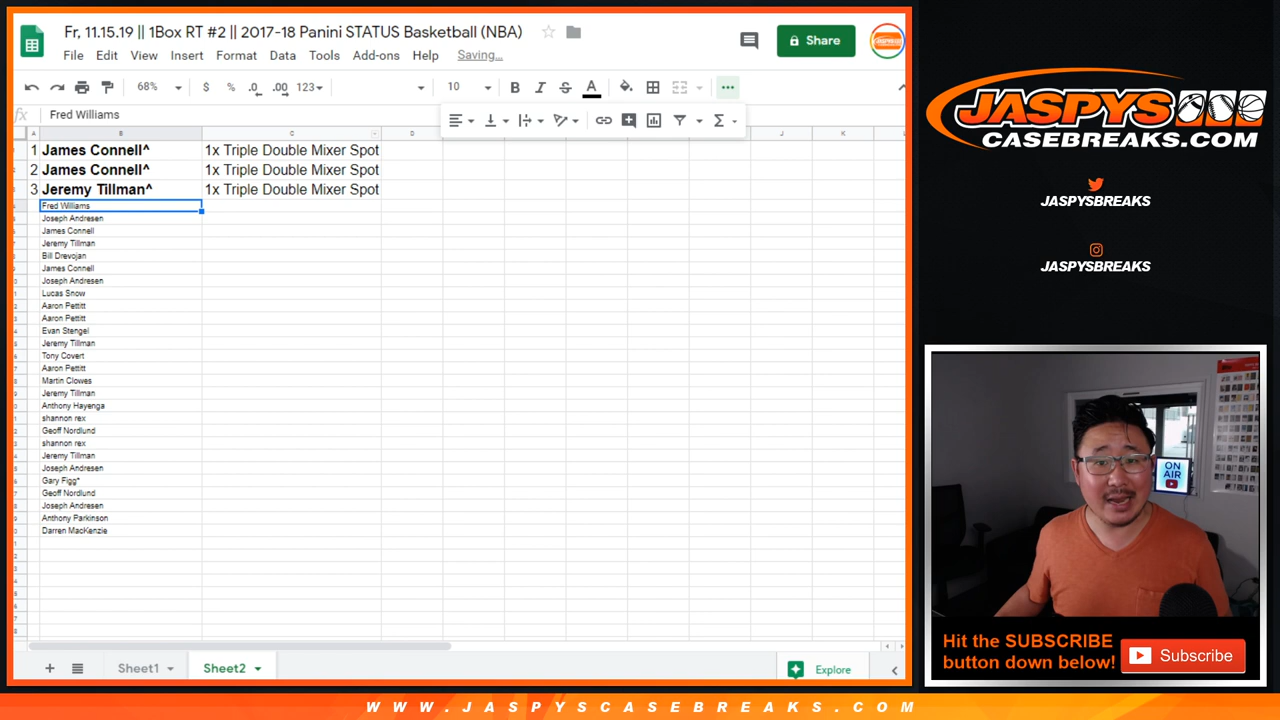 Fr, 11.15.19 || 1Box RT #2 || 2017-18 Panini STATUS Basketball (NBA)
File Edit View Insert Format Data Tools Add-ons Help Saving...
Share
68% $ % .0 .00 123 10 B I S A
fx Fred Williams
A B C D J K
1 James Connell^ 1x Triple Double Mixer Spot
2 James Connell^ 1x Triple Double Mixer Spot
3 Jeremy Tillman^ 1x Triple Double Mixer Spot
Fred Williams
Joseph Andresen
James Connell
Jeremy Tillman
Bill Drevojan
James Connell
Joseph Andresen
Lucas Snow
Aaron Pettitt
Aaron Pettitt
Evan Stengel
Jeremy Tillman
Tony Covert
Aaron Pettitt
Martin Clowes
Jeremy Tillman
Anthony Hayenga
shannon rex
Geoff Nordlund
shannon rex
Jeremy Tillman
Joseph Andresen
Gary Figg*
Geoff Nordlund
Joseph Andresen
Anthony Parkinson
Darren MacKenzie
Sheet1 Sheet2 Explore
JASPYS
CASEBREAKS.COM
JASPYSBREAKS
JASPYSBREAKS
ON
AIR
Hit the SUBSCRIBE
button down below!
Subscribe
WWW.JASPYSCASEBREAKS.COM